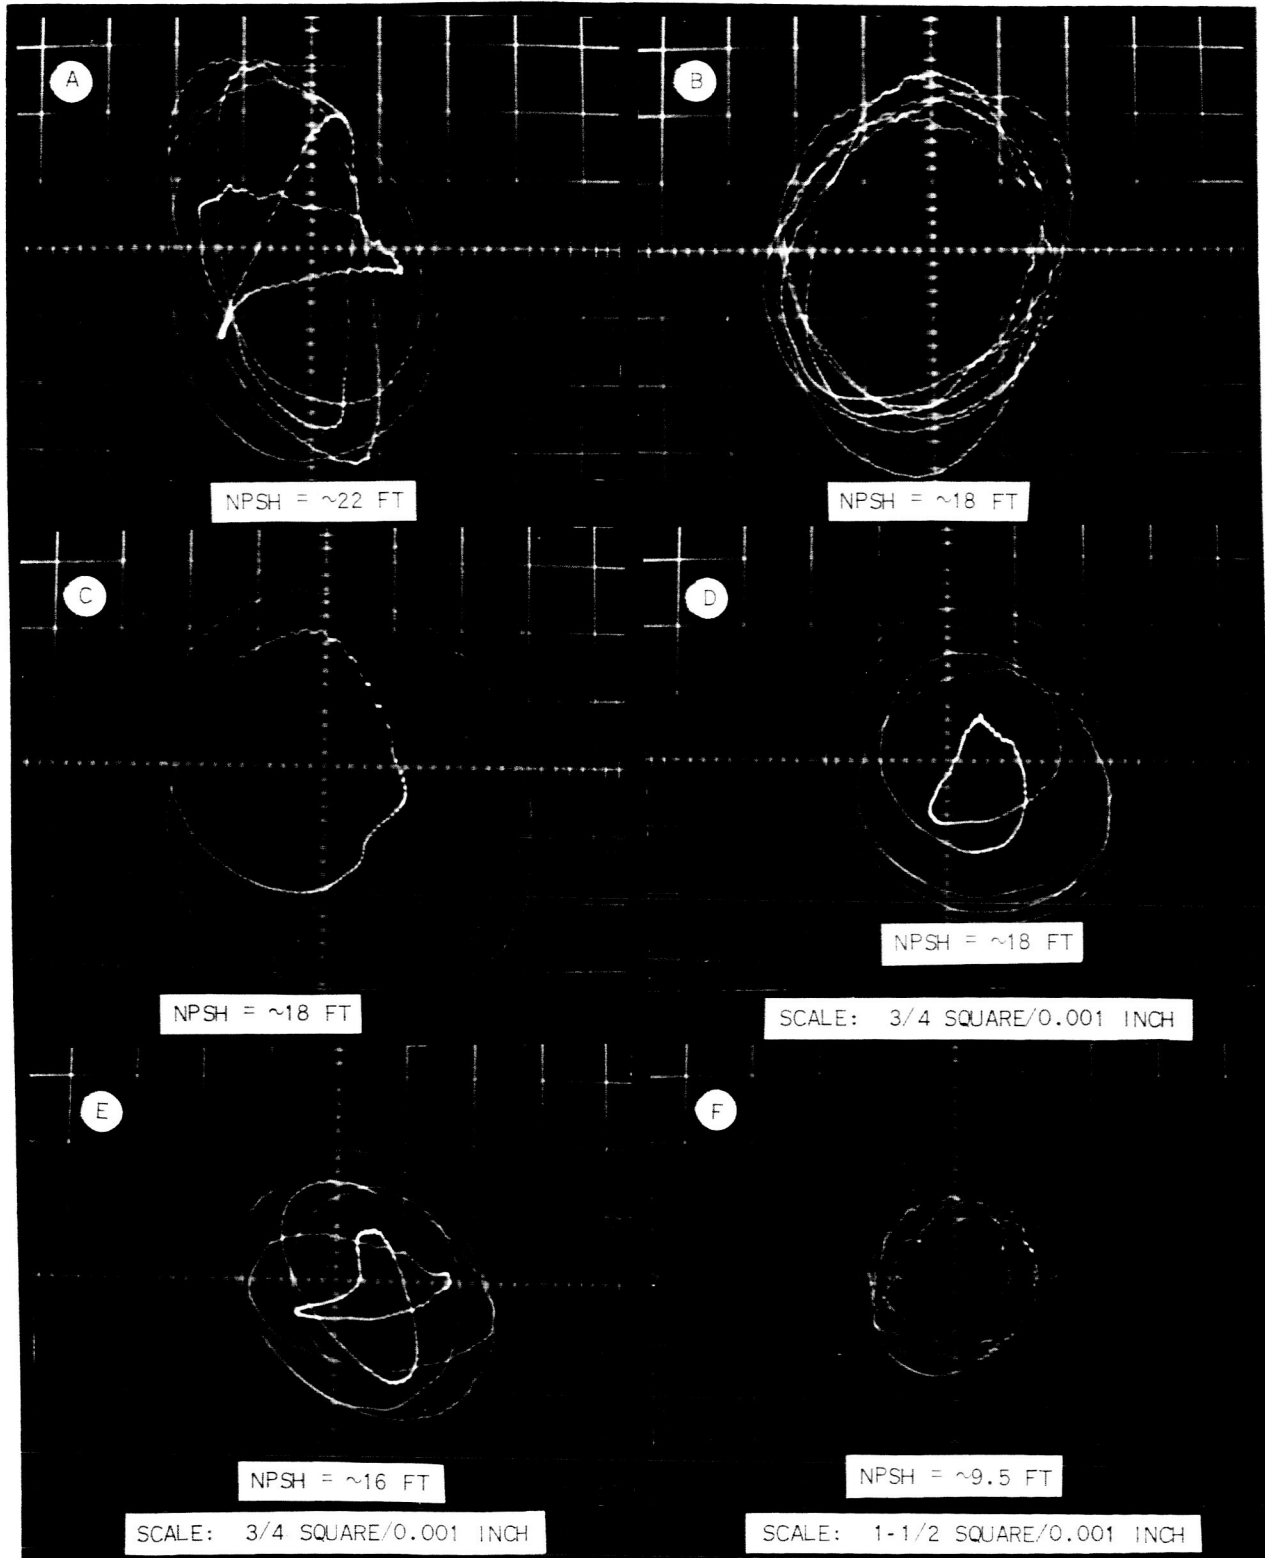 A
B
NPSH = ~22 FT
NPSH = ~18 FT
C
D
NPSH = ~18 FT
NPSH = ~18 FT
SCALE: 3/4 SQUARE/0.001 INCH
E
F
NPSH = ~16 FT
NPSH = ~9.5 FT
SCALE: 3/4 SQUARE/0.001 INCH
SCALE: 1-1/2 SQUARE/0.001 INCH